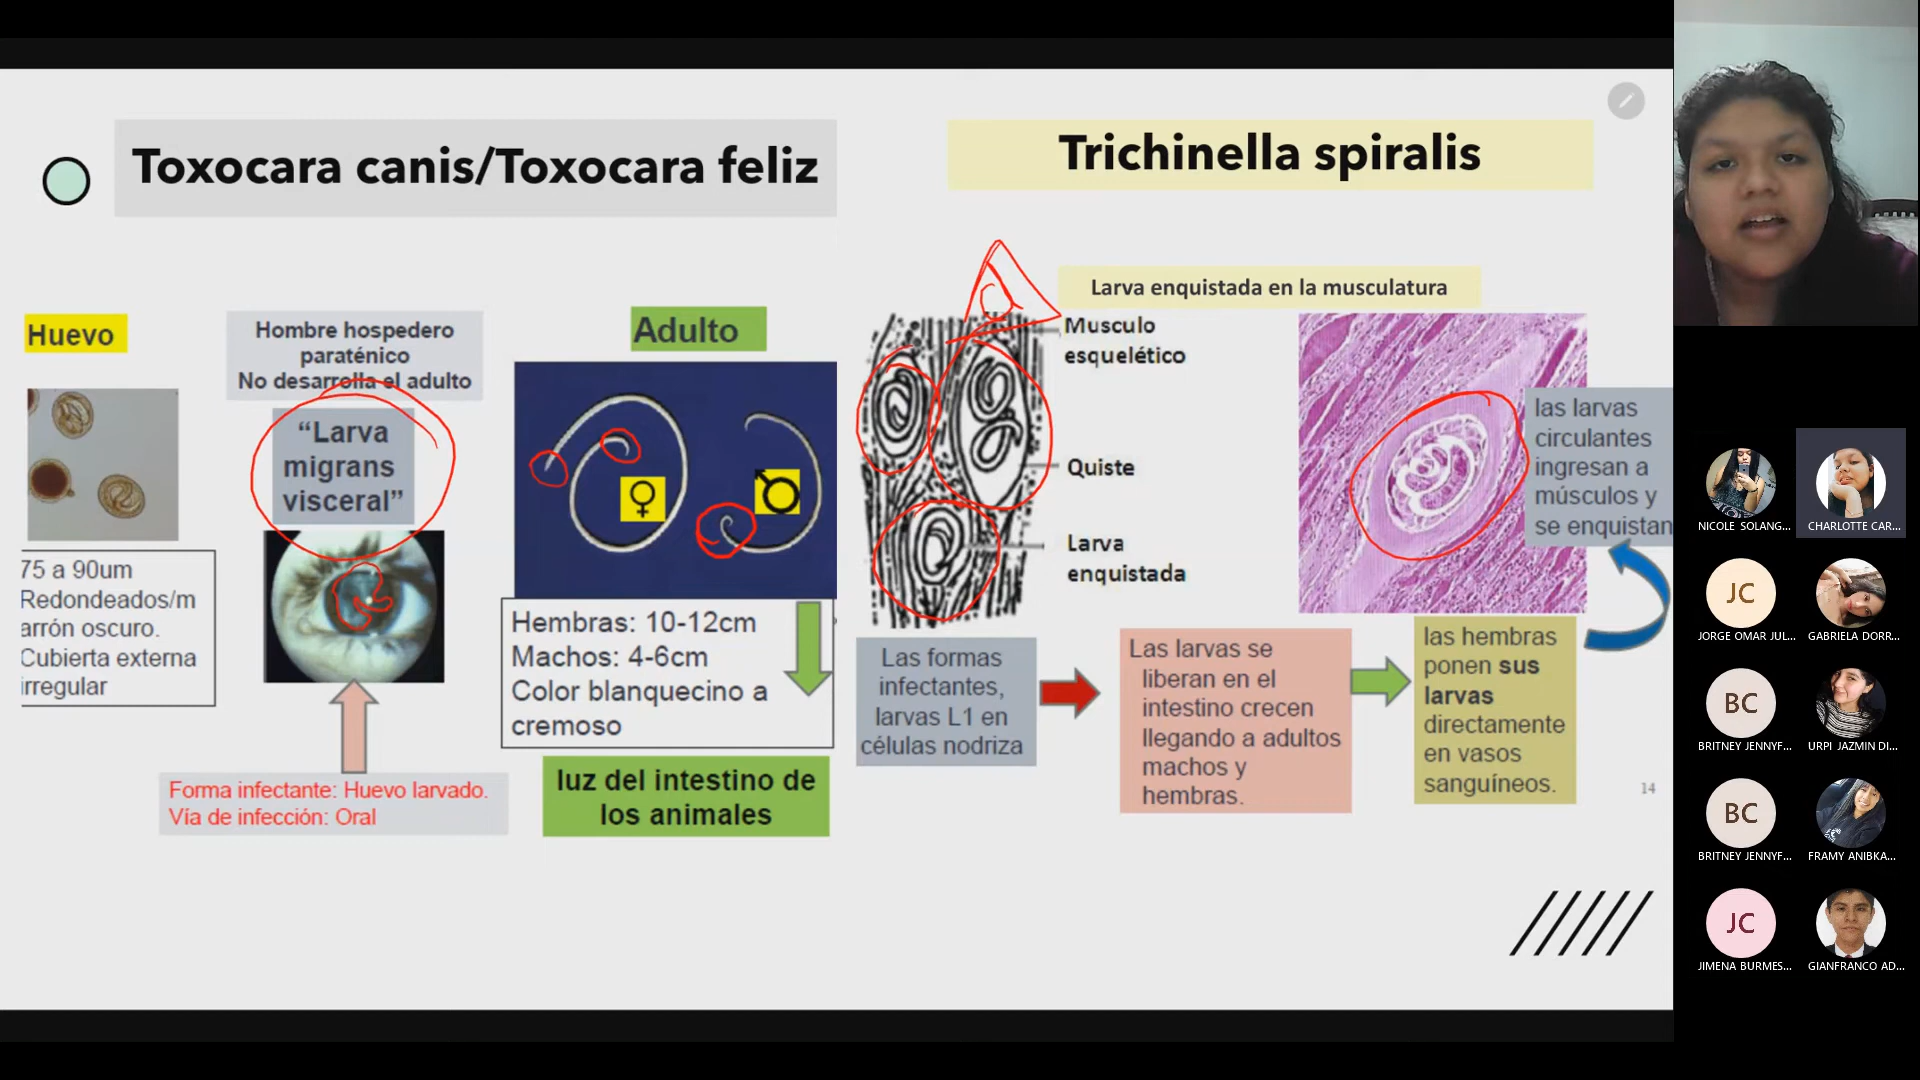 Toxocara canis/Toxocara feliz
Huevo
75 a 90um
Redondeados/m
arrón oscuro.
Cubierta externa
irregular
Hombre hospedero
paraténico
No desarrolla el adulto
“Larva
migrans
visceral”
Forma infectante: Huevo larvado.
Vía de infección: Oral
Adulto
Hembras: 10-12cm
Machos: 4-6cm
Color blanquecino a
cremoso
luz del intestino de
los animales
Trichinella spiralis
Larva enquistada en la musculatura
Musculo
esquelético
Quiste
Larva
enquistada
Las formas
infectantes,
larvas L1 en
células nodriza
Las larvas se
liberan en el
intestino crecen
llegando a adultos
machos y
hembras.
las hembras
ponen sus
larvas
directamente
en vasos
sanguíneos.
las larvas
circulantes
ingresan a
músculos y
se enquistan
14
NICOLE SOLANG...
CHARLOTTE CAR...
JC
JORGE OMAR JUL...
GABRIELA DORR...
BC
BRITNEY JENNYF...
URPI JAZMIN DI...
BC
BRITNEY JENNYF...
FRAMY ANIBKA...
JC
JIMENA BURMES...
GIANFRANCO AD...